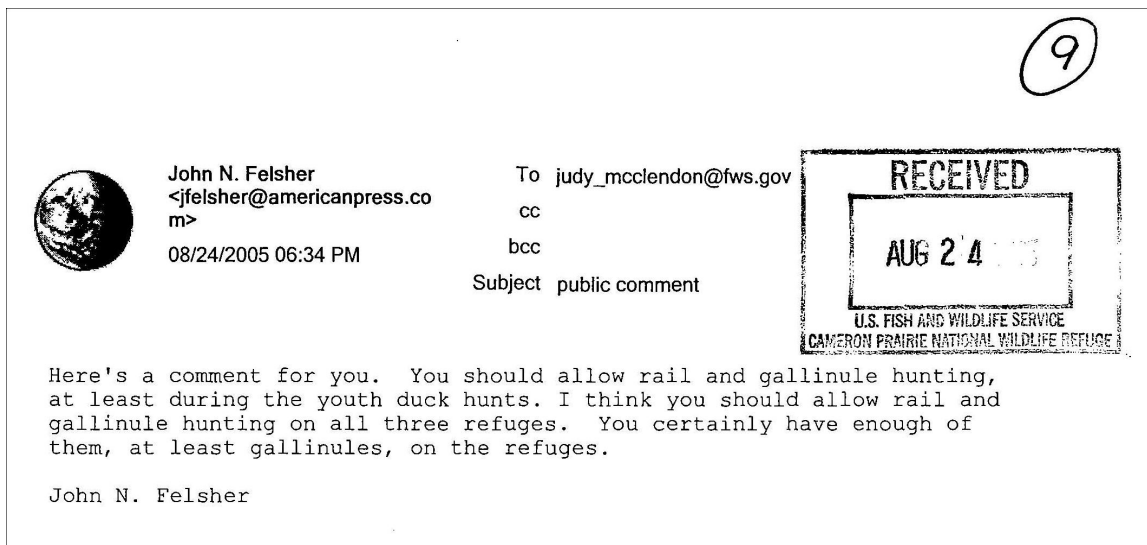 9
John N. Felsher
<jfelsher@americanpress.co
m>
08/24/2005 06:34 PM
To judy_mcclendon@fws.gov
cc
bcc
Subject public comment
RECEIVED
AUG 24
U.S. FISH AND WILDLIFE SERVICE
CAMERON PRAIRIE NATIONAL WILDLIFE REFUGE
Here's a comment for you. You should allow rail and gallinule hunting,
at least during the youth duck hunts. I think you should allow rail and
gallinule hunting on all three refuges. You certainly have enough of
them, at least gallinules, on the refuges.
John N. Felsher